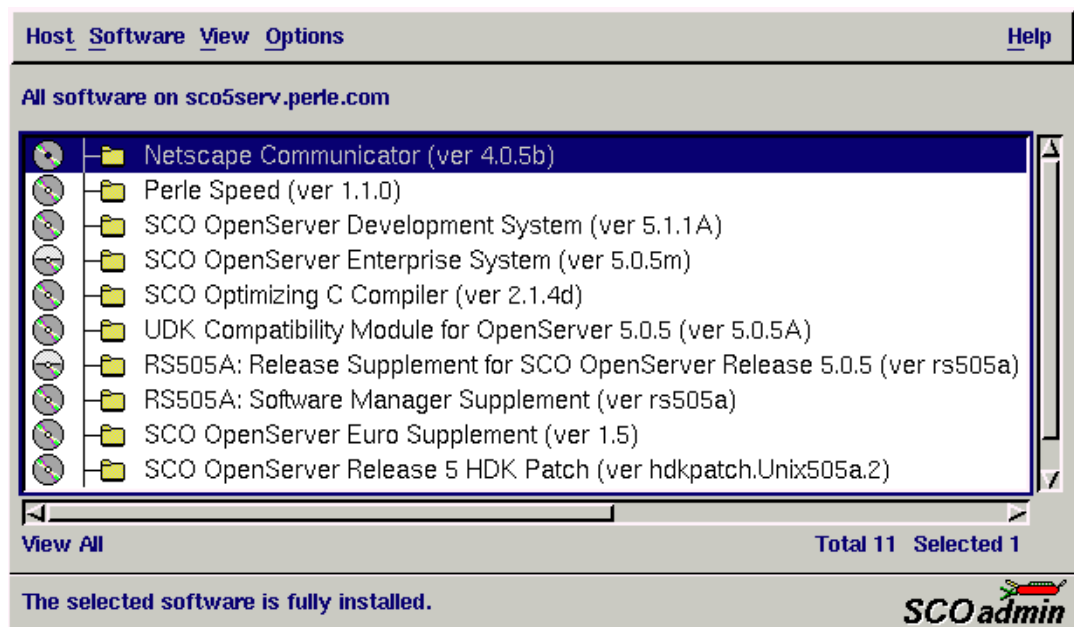 Host Software View Options Help
All software on sco5serv.perle.com
Netscape Communicator (ver 4.0.5b)
Perle Speed (ver 1.1.0)
SCO OpenServer Development System (ver 5.1.1A)
SCO OpenServer Enterprise System (ver 5.0.5m)
SCO Optimizing C Compiler (ver 2.1.4d)
UDK Compatibility Module for OpenServer 5.0.5 (ver 5.0.5A)
RS505A: Release Supplement for SCO OpenServer Release 5.0.5 (ver rs505a)
RS505A: Software Manager Supplement (ver rs505a)
SCO OpenServer Euro Supplement (ver 1.5)
SCO OpenServer Release 5 HDK Patch (ver hdkpatch.Unix505a.2)
View All Total 11 Selected 1
The selected software is fully installed. SCOadmin